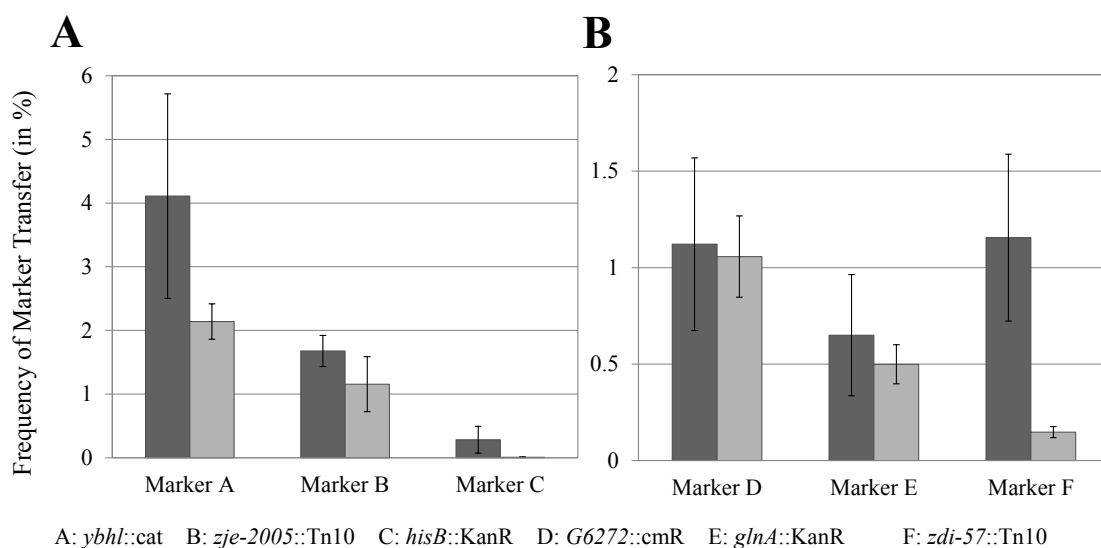 A
B
Frequency of Marker Transfer (in %)
6
5
4
3
2
1
0
Marker A
Marker B
Marker C
2
1.5
1
0.5
0
Marker D
Marker E
Marker F
A: ybhl::cat B: zje-2005::Tn10 C: hisB::KanR D: G6272::cmR E: glnA::KanR F: zdi-57::Tn10